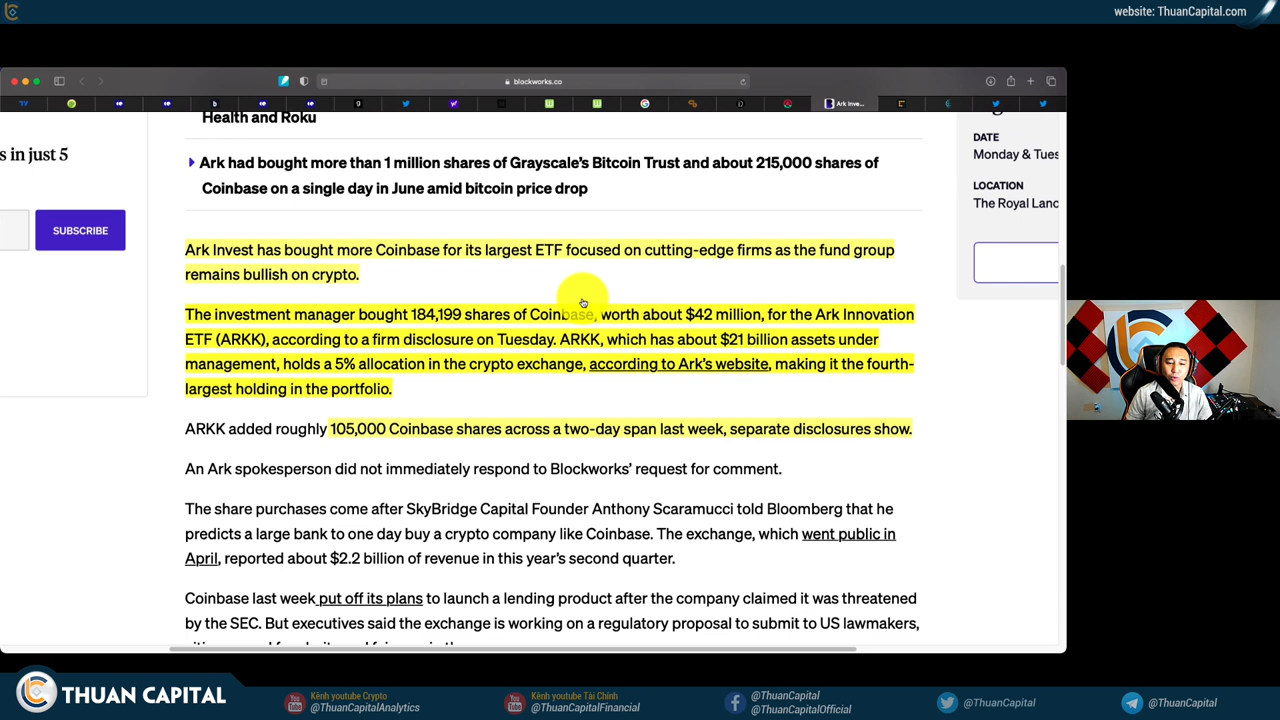 website: ThuanCapital.com
blockworks.co
Ark Inve...
Health and Roku
s in just 5
SUBSCRIBE
Ark had bought more than 1 million shares of Grayscale's Bitcoin Trust and about 215,000 shares of
Coinbase on a single day in June amid bitcoin price drop
Ark Invest has bought more Coinbase for its largest ETF focused on cutting-edge firms as the fund group
remains bullish on crypto.
The investment manager bought 184,199 shares of Coinbase, worth about $42 million, for the Ark Innovation
ETF (ARKK), according to a firm disclosure on Tuesday. ARKK, which has about $21 billion assets under
management, holds a 5% allocation in the crypto exchange, according to Ark's website, making it the fourth-
largest holding in the portfolio.
ARKK added roughly 105,000 Coinbase shares across a two-day span last week, separate disclosures show.
An Ark spokesperson did not immediately respond to Blockworks' request for comment.
The share purchases come after SkyBridge Capital Founder Anthony Scaramucci told Bloomberg that he
predicts a large bank to one day buy a crypto company like Coinbase. The exchange, which went public in
April, reported about $2.2 billion of revenue in this year's second quarter.
Coinbase last week put off its plans to launch a lending product after the company claimed it was threatened
by the SEC. But executives said the exchange is working on a regulatory proposal to submit to US lawmakers,
DATE
Monday & Tues
LOCATION
The Royal Lanc
THUAN CAPITAL
Kênh youtube Crypto
@ThuanCapitalAnalytics
Kênh youtube Tài Chính
@ThuanCapitalFinancial
@ThuanCapital
@ThuanCapitalOfficial
@ThuanCapital
@ThuanCapital